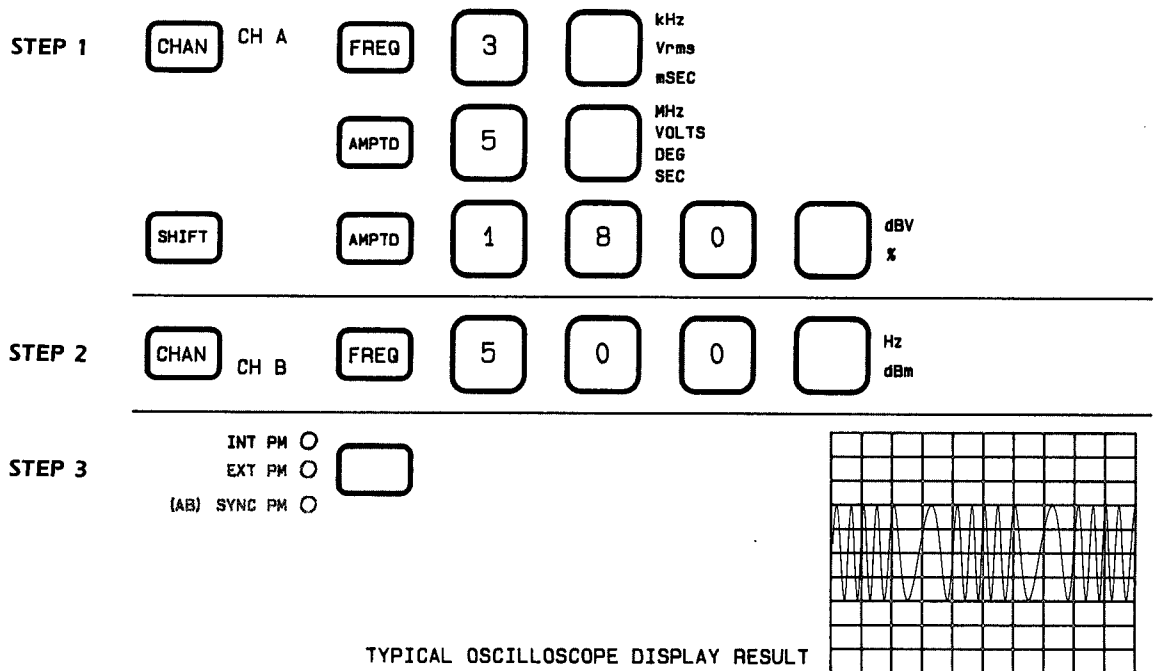 STEP 1 CHAN CH A FREQ 3 kHz
Vrms
mSEC
AMPTD 5 MHz
VOLTS
DEG
SEC
SHIFT AMPTD 1 8 0 dBV
%
STEP 2 CHAN CH B FREQ 5 0 0 Hz
dBm
STEP 3 INT PM
EXT PM
(AB) SYNC PM
TYPICAL OSCILLOSCOPE DISPLAY RESULT